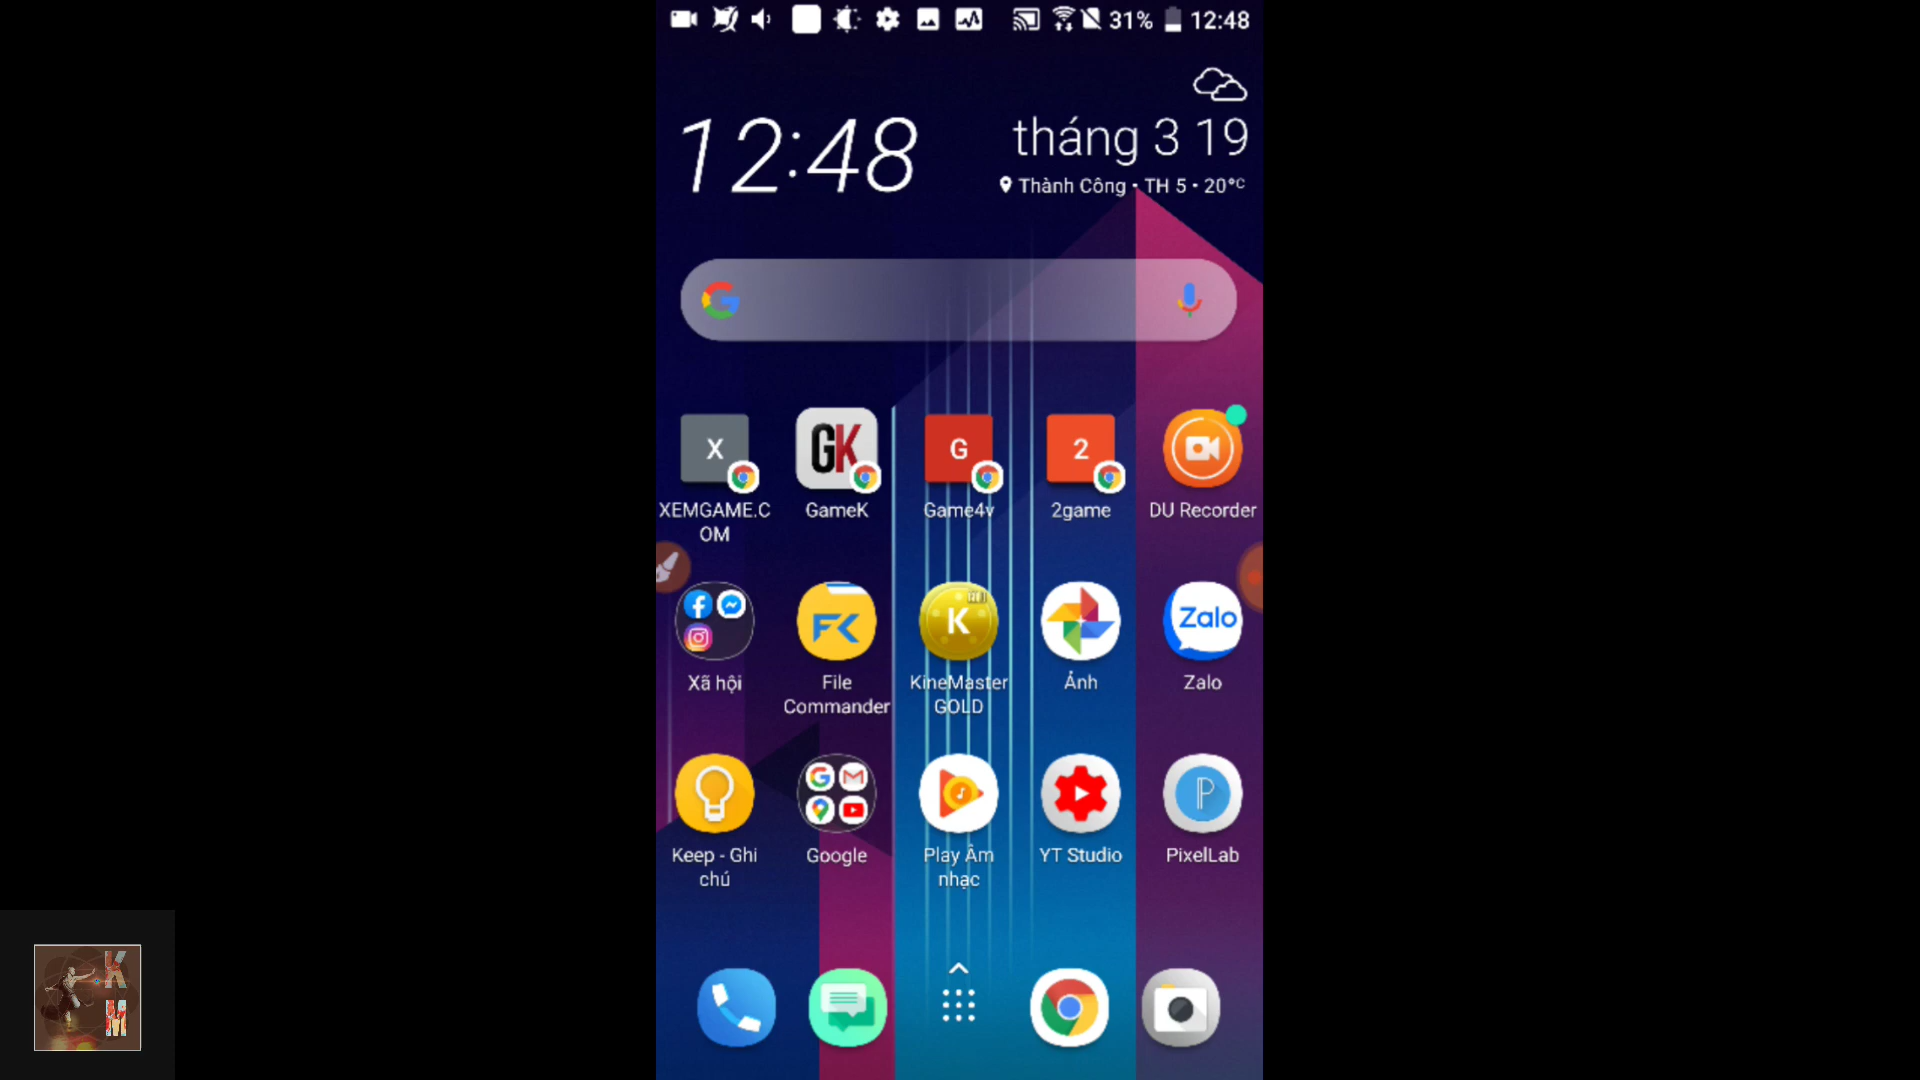 31% 12:48
12:48
tháng 3 19
Thành Công • TH 5 • 20°C
X
GK
G
2
XEMGAME.C
OM
GameK
Game4v
2game
DU Recorder
FK
K
Zalo
Xã hội
File
Commander
KineMaster
GOLD
Ảnh
Zalo
P
Keep - Ghi
chú
Google
Play Âm
nhạc
YT Studio
PixelLab
K
M